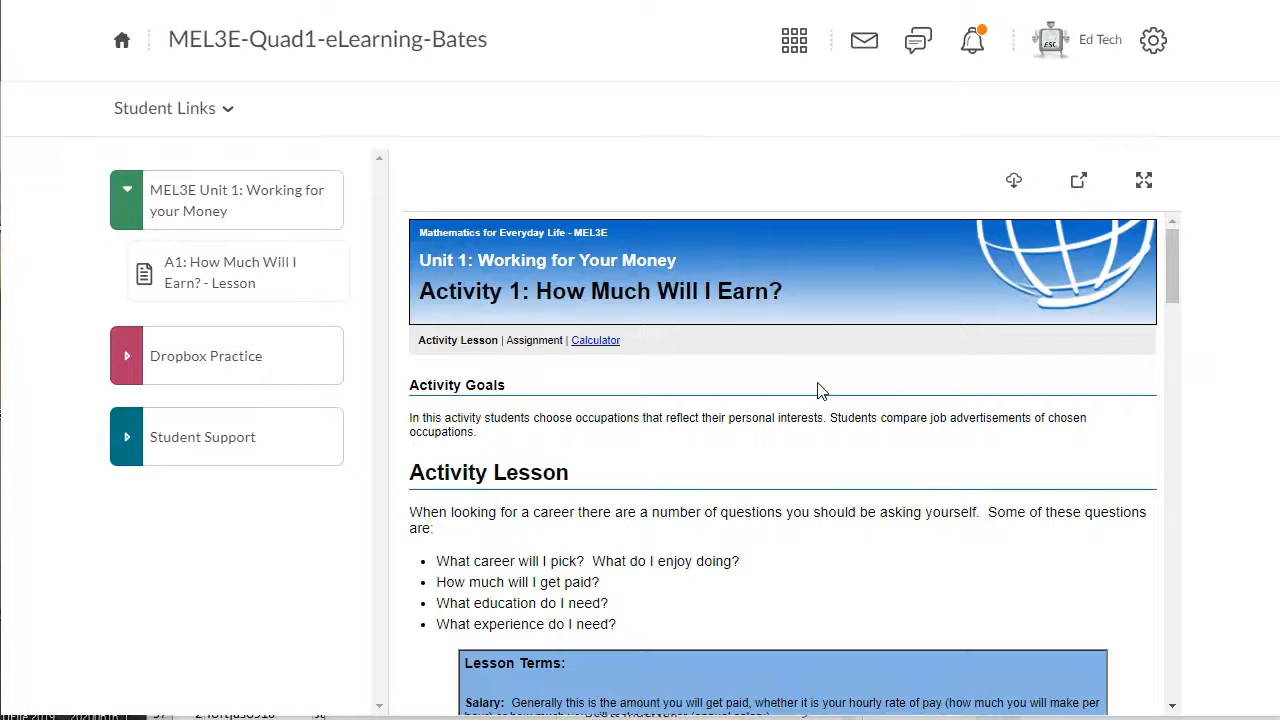 MEL3E-Quad1-eLearning-Bates
ESC
Ed Tech
Student Links
MEL3E Unit 1: Working for
your Money
A1: How Much Will I
Earn? - Lesson
Dropbox Practice
Student Support
Mathematics for Everyday Life - MEL3E
Unit 1: Working for Your Money
Activity 1: How Much Will I Earn?
Activity Lesson | Assignment | Calculator
Activity Goals
In this activity students choose occupations that reflect their personal interests. Students compare job advertisements of chosen
occupations.
Activity Lesson
When looking for a career there are a number of questions you should be asking yourself. Some of these questions
are:
• What career will I pick? What do I enjoy doing?
• How much will I get paid?
• What education do I need?
• What experience do I need?
Lesson Terms:
Salary: Generally this is the amount you will get paid, whether it is your hourly rate of pay (how much you will make per